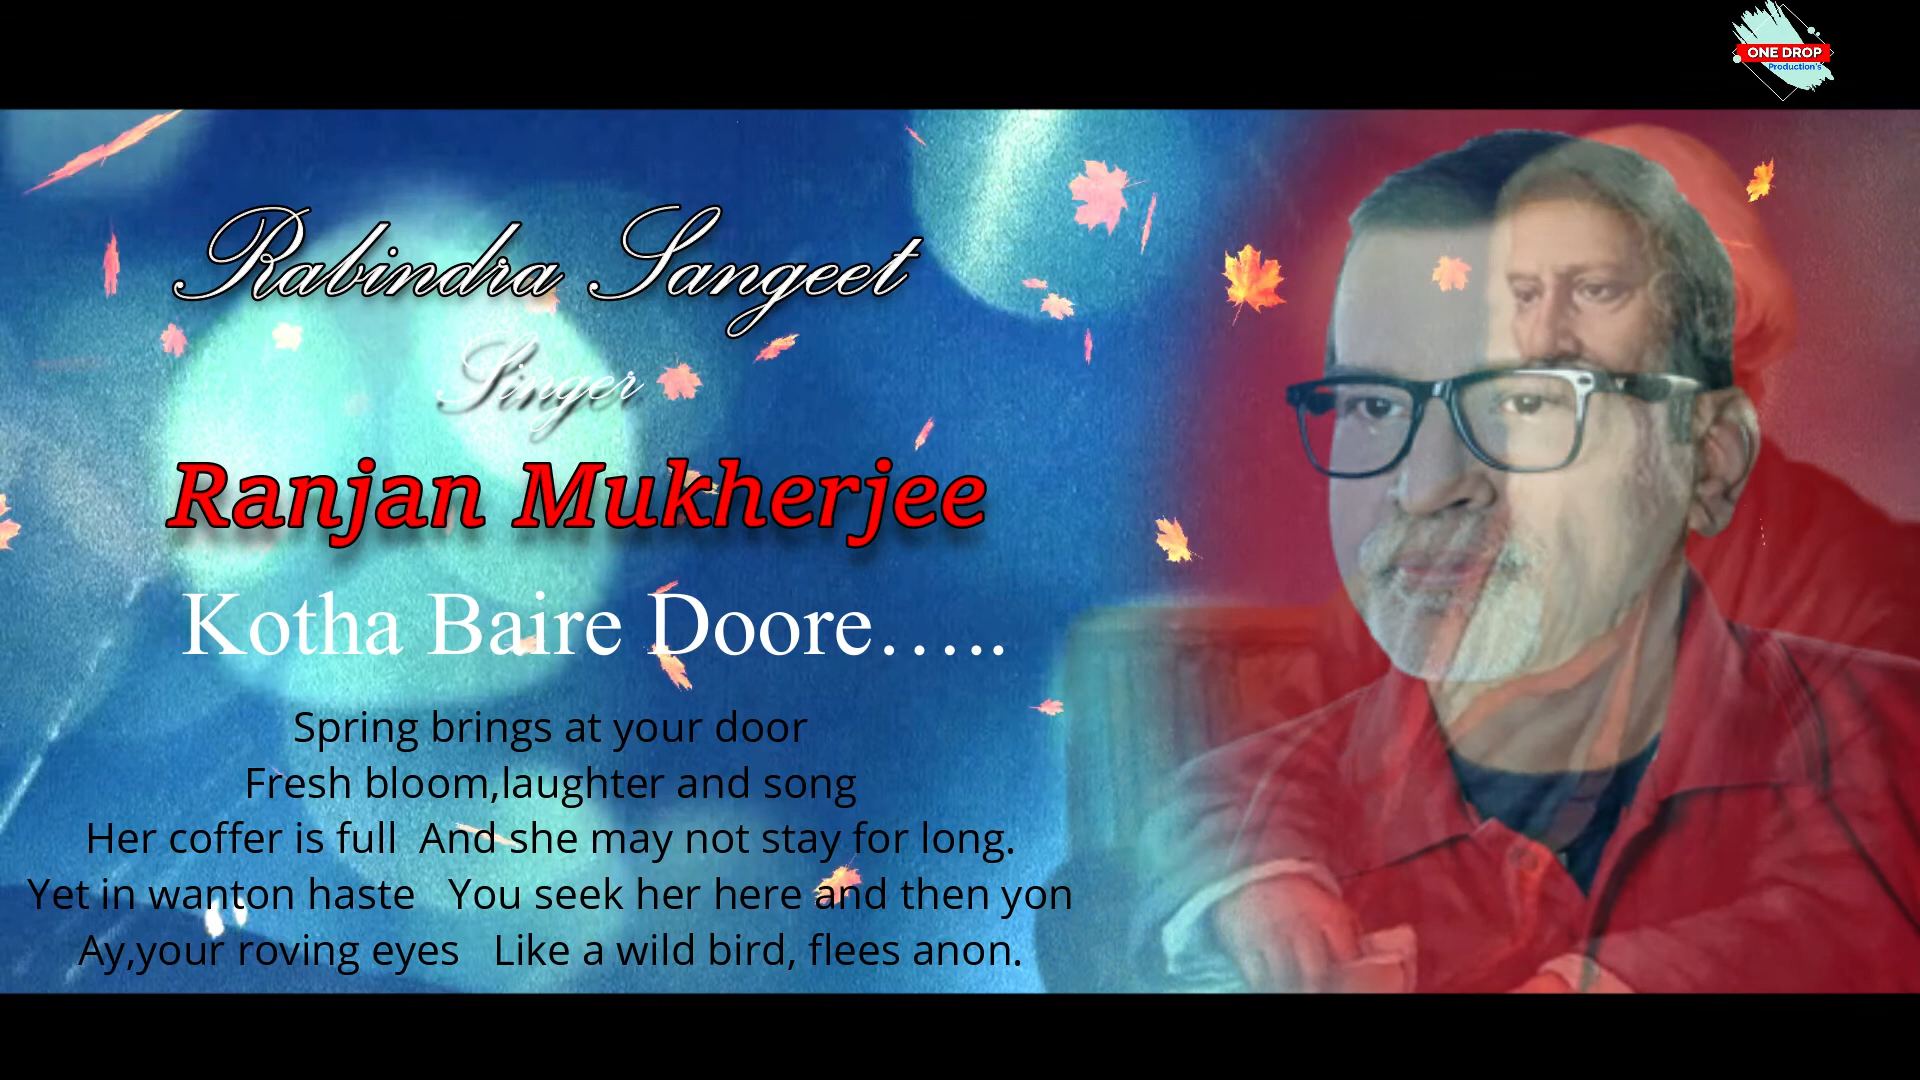 ONE DROP
Production's
Rabindra Sangeet
Singer
Ranjan Mukherjee
Kotha Baire Doore.....
Spring brings at your door
Fresh bloom,laughter and song
Her coffer is full And she may not stay for long.
Yet in wanton haste You seek her here and then yon
Ay,your roving eyes Like a wild bird, flees anon.